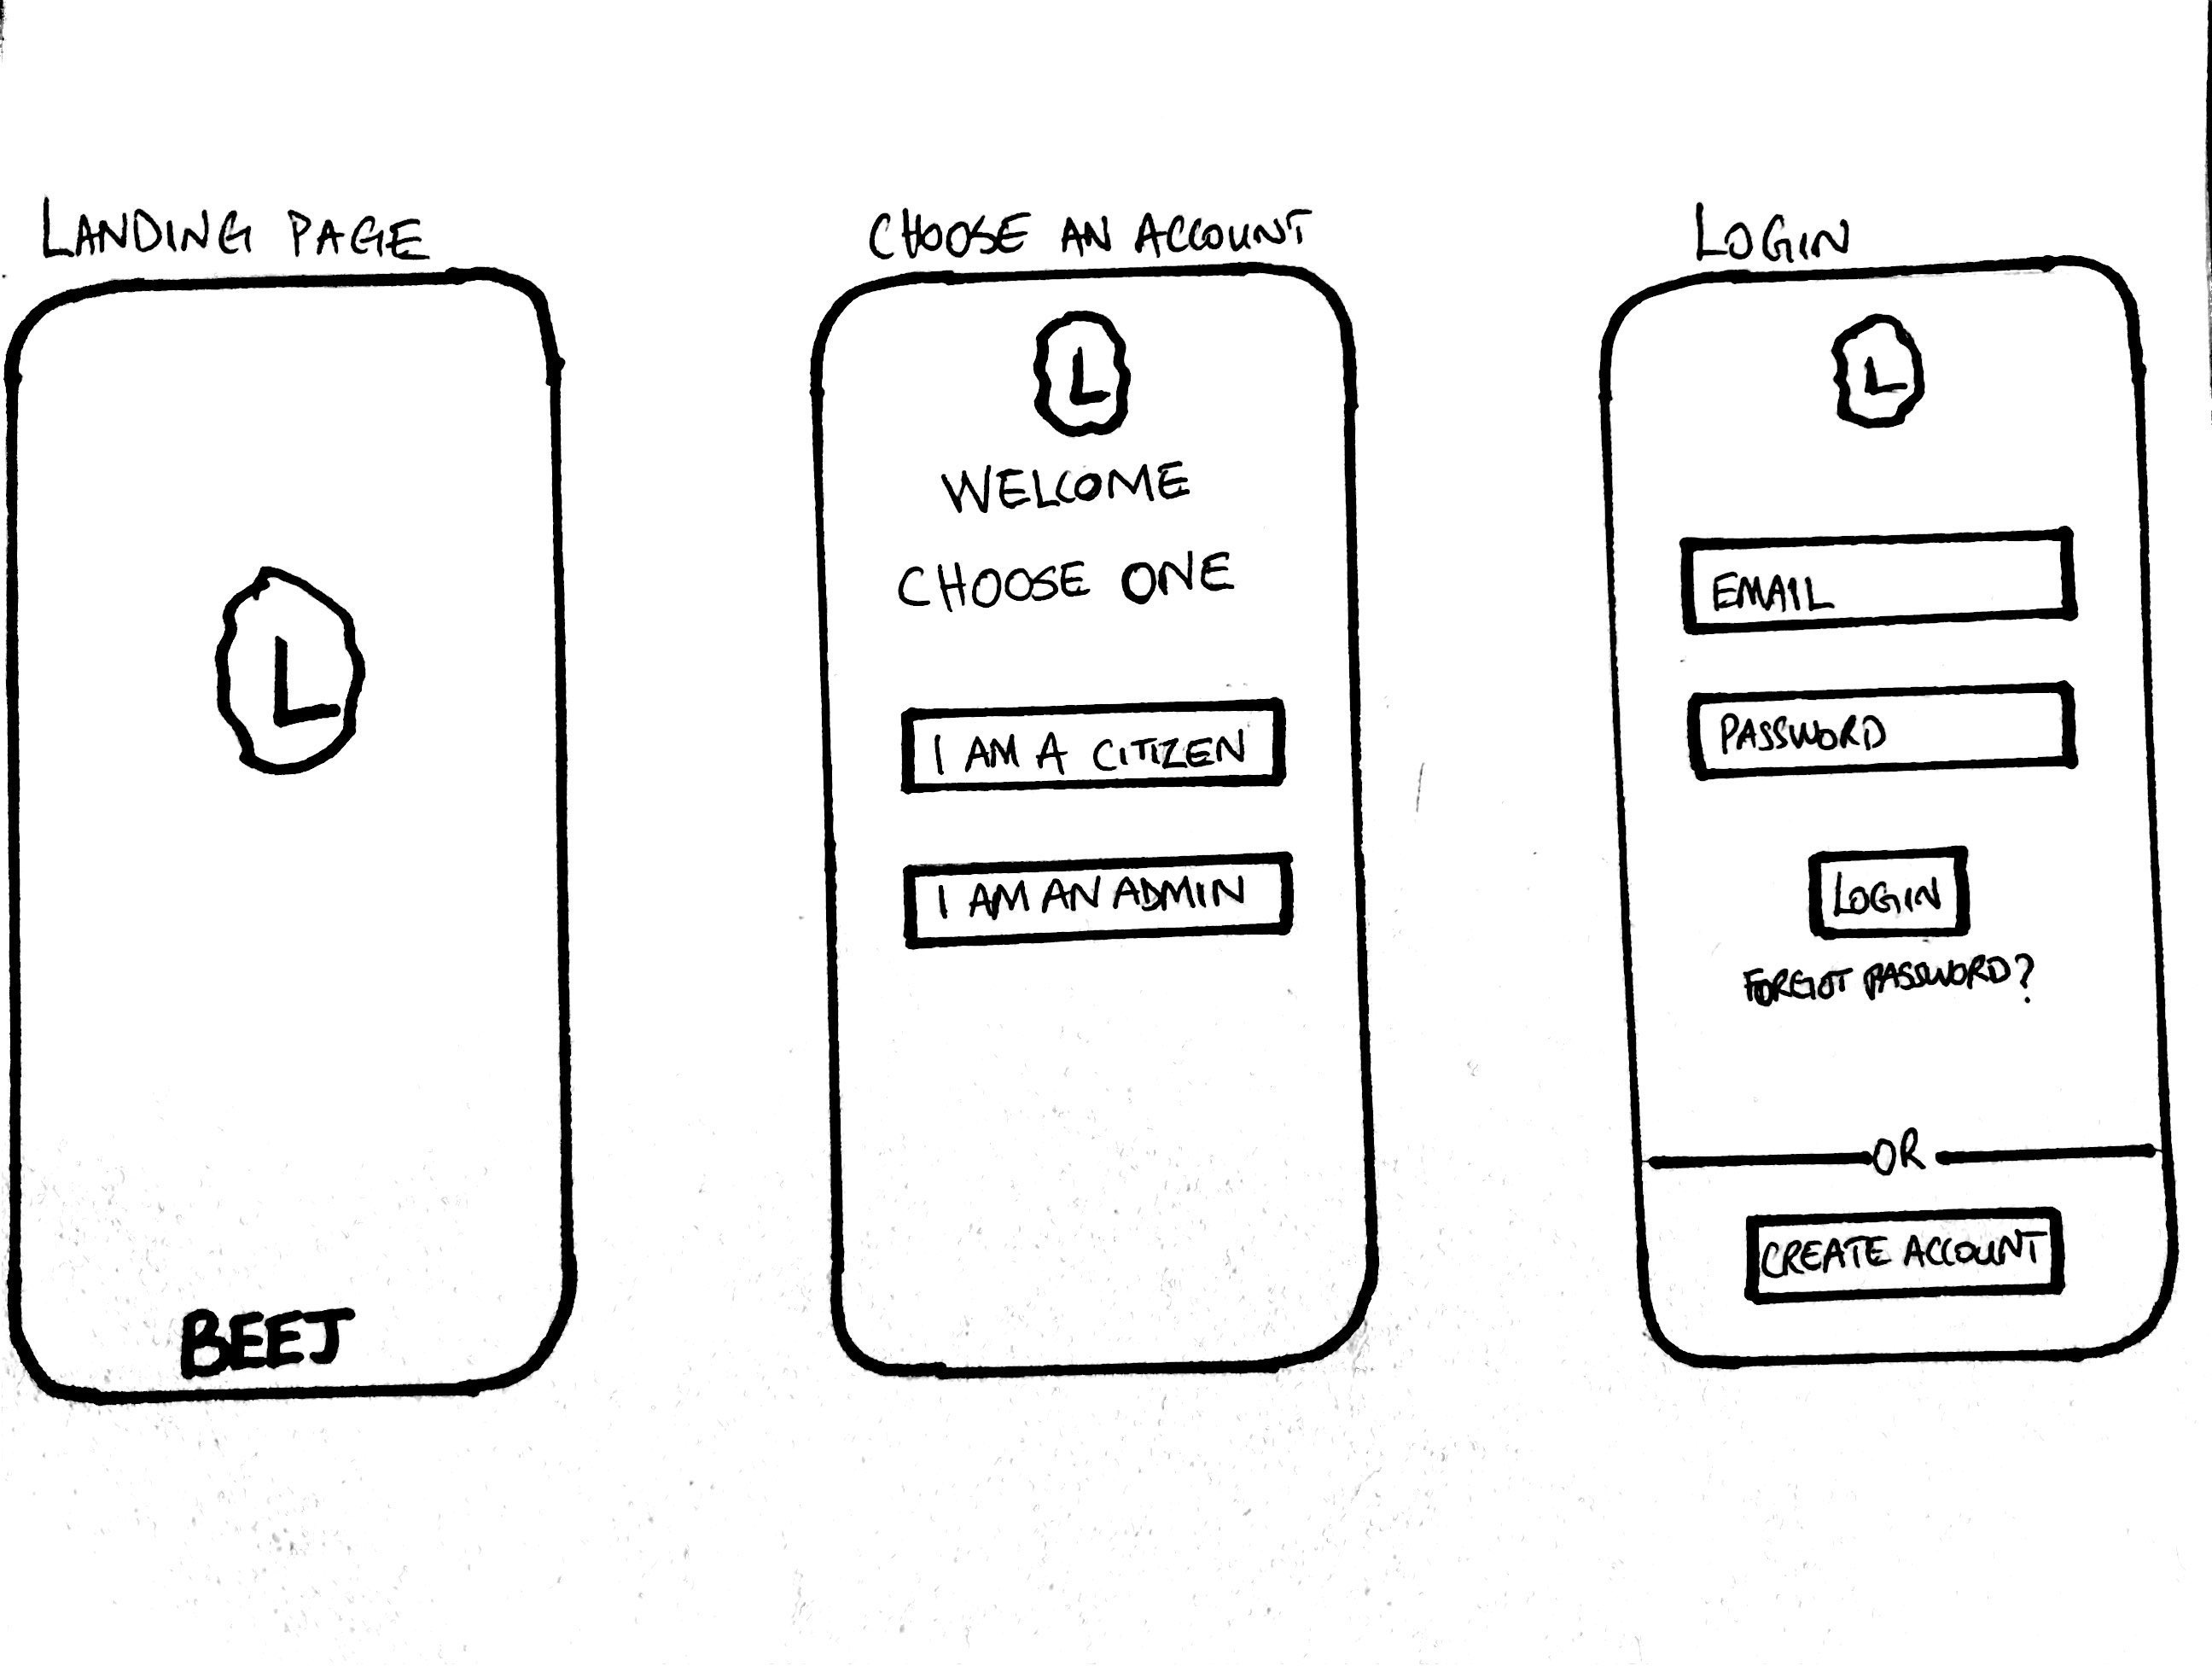 LANDING PAGE
L
BEEJ
CHOOSE AN ACCOUNT
L
WELCOME
CHOOSE ONE
I AM A CITIZEN
I AM AN ADMIN
LOGIN
L
EMAIL
PASSWORD
LOGIN
FORGOT PASSWORD?
OR
CREATE ACCOUNT